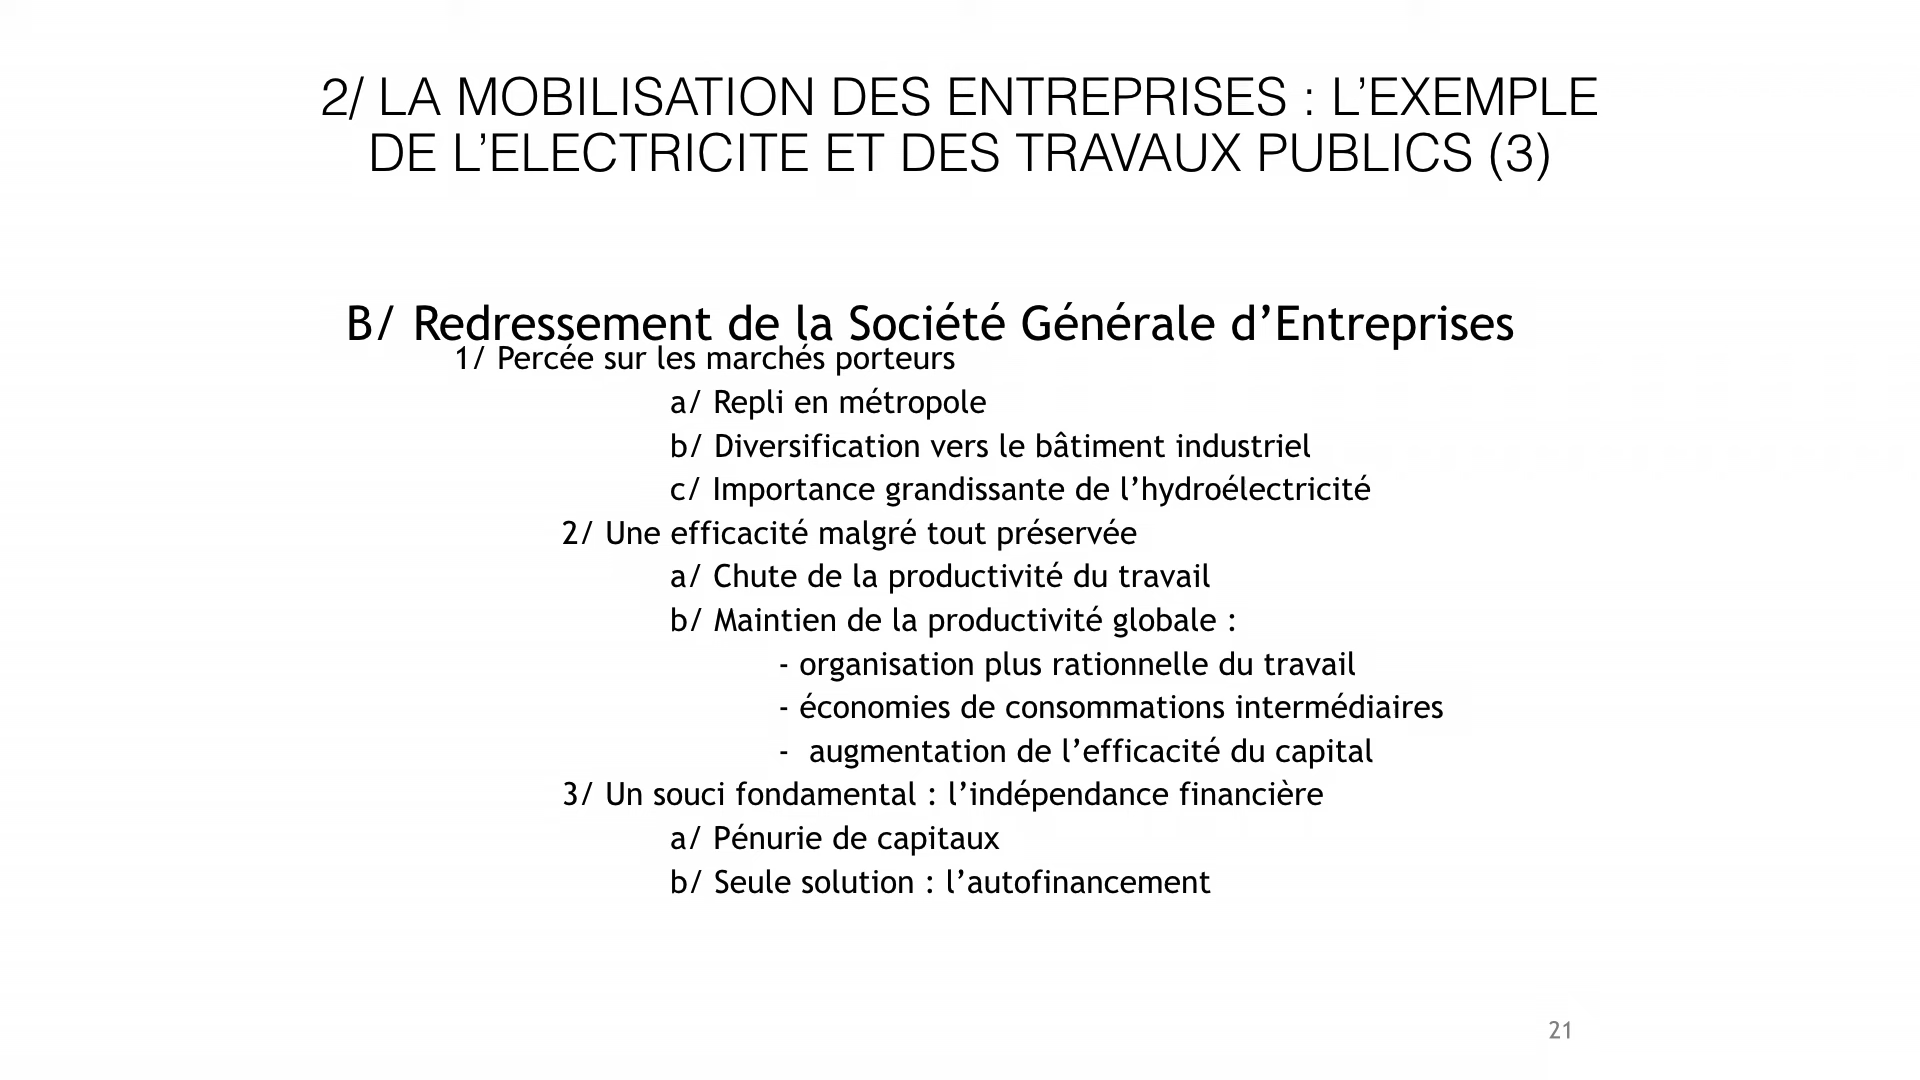 2/ LA MOBILISATION DES ENTREPRISES : L’EXEMPLE
DE L’ELECTRICITE ET DES TRAVAUX PUBLICS (3)
B/ Redressement de la Société Générale d’Entreprises
1/ Percée sur les marchés porteurs
a/ Repli en métropole
b/ Diversification vers le bâtiment industriel
c/ Importance grandissante de l’hydroélectricité
2/ Une efficacité malgré tout préservée
a/ Chute de la productivité du travail
b/ Maintien de la productivité globale :
- organisation plus rationnelle du travail
- économies de consommations intermédiaires
- augmentation de l’efficacité du capital
3/ Un souci fondamental : l’indépendance financière
a/ Pénurie de capitaux
b/ Seule solution : l’autofinancement
21